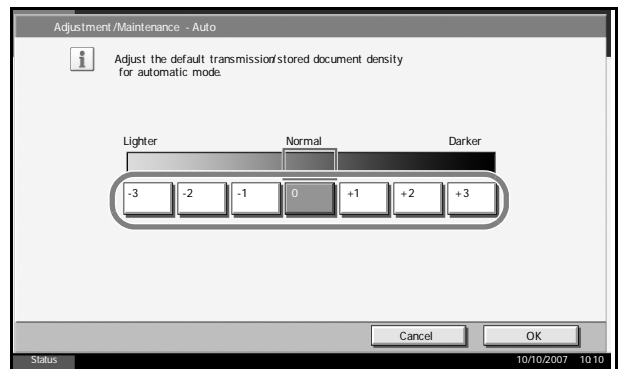 Adjustment/Maintenance - Auto
i
Adjust the default transmission/stored document density
for automatic mode.
Lighter Normal Darker
-3 -2 -1 0 +1 +2 +3
Cancel OK
Status 10/10/2007 10:10